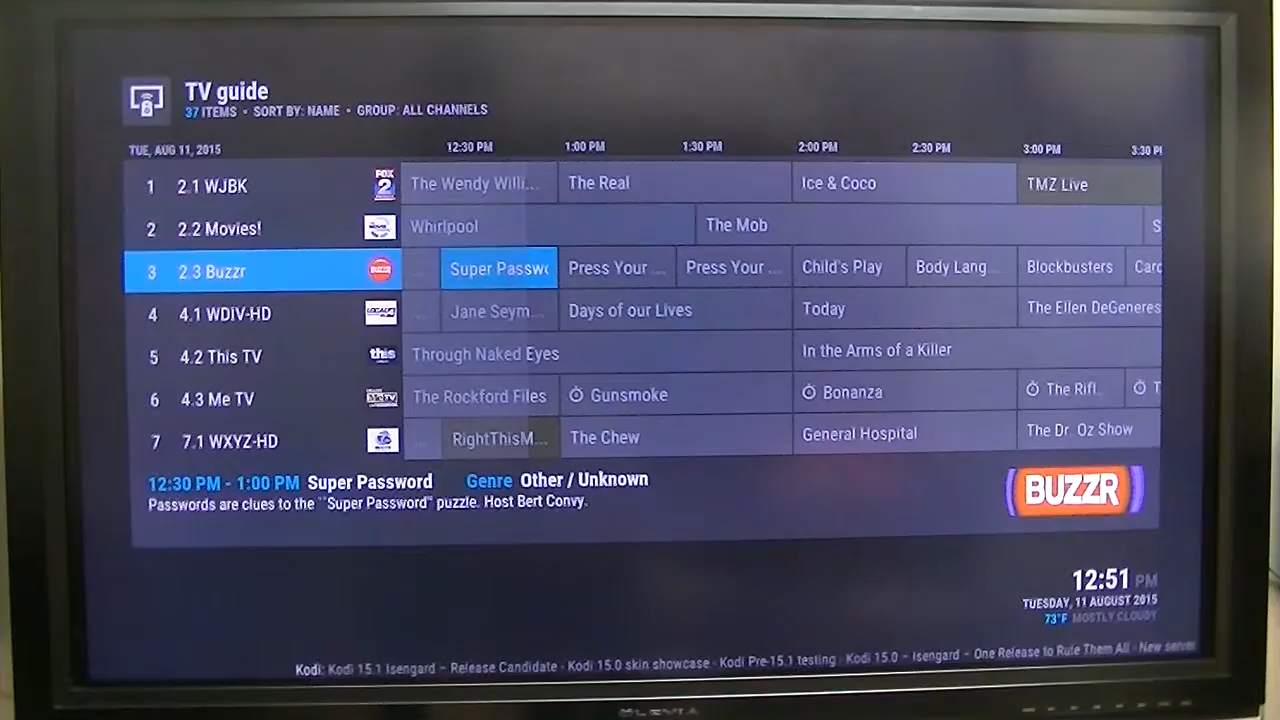 TV guide
37 ITEMS • SORT BY: NAME • GROUP: ALL CHANNELS
TUE, AUG 11, 2015 12:30 PM 1:00 PM 1:30 PM 2:00 PM 2:30 PM 3:00 PM 3:30 P
1 2.1 WJBK FOX 2 The Wendy Willi... The Real Ice & Coco TMZ Live
2 2.2 Movies! Whirlpool The Mob S
3 2.3 Buzzr BUZZR ... Super Passwo Press Your ... Press Your ... Child's Play Body Lang... Blockbusters Card
4 4.1 WDIV-HD ... Jane Seym... Days of our Lives Today The Ellen DeGeneres
5 4.2 This TV this Through Naked Eyes In the Arms of a Killer
6 4.3 Me TV MeTV The Rockford Files Gunsmoke Bonanza The Rifl... T
7 7.1 WXYZ-HD ... RightThisM... The Chew General Hospital The Dr. Oz Show
12:30 PM - 1:00 PM Super Password Genre Other / Unknown
Passwords are clues to the ``"Super Password" puzzle. Host Bert Convy.
BUZZR
12:51 PM
TUESDAY, 11 AUGUST 2015
73°F MOSTLY CLOUDY
Kodi: Kodi 15.1 Isengard – Release Candidate · Kodi 15.0 skin showcase · Kodi Pre-15.1 testing · Kodi 15.0 – Isengard – One Release to Rule Them All · New server
OLEVIA